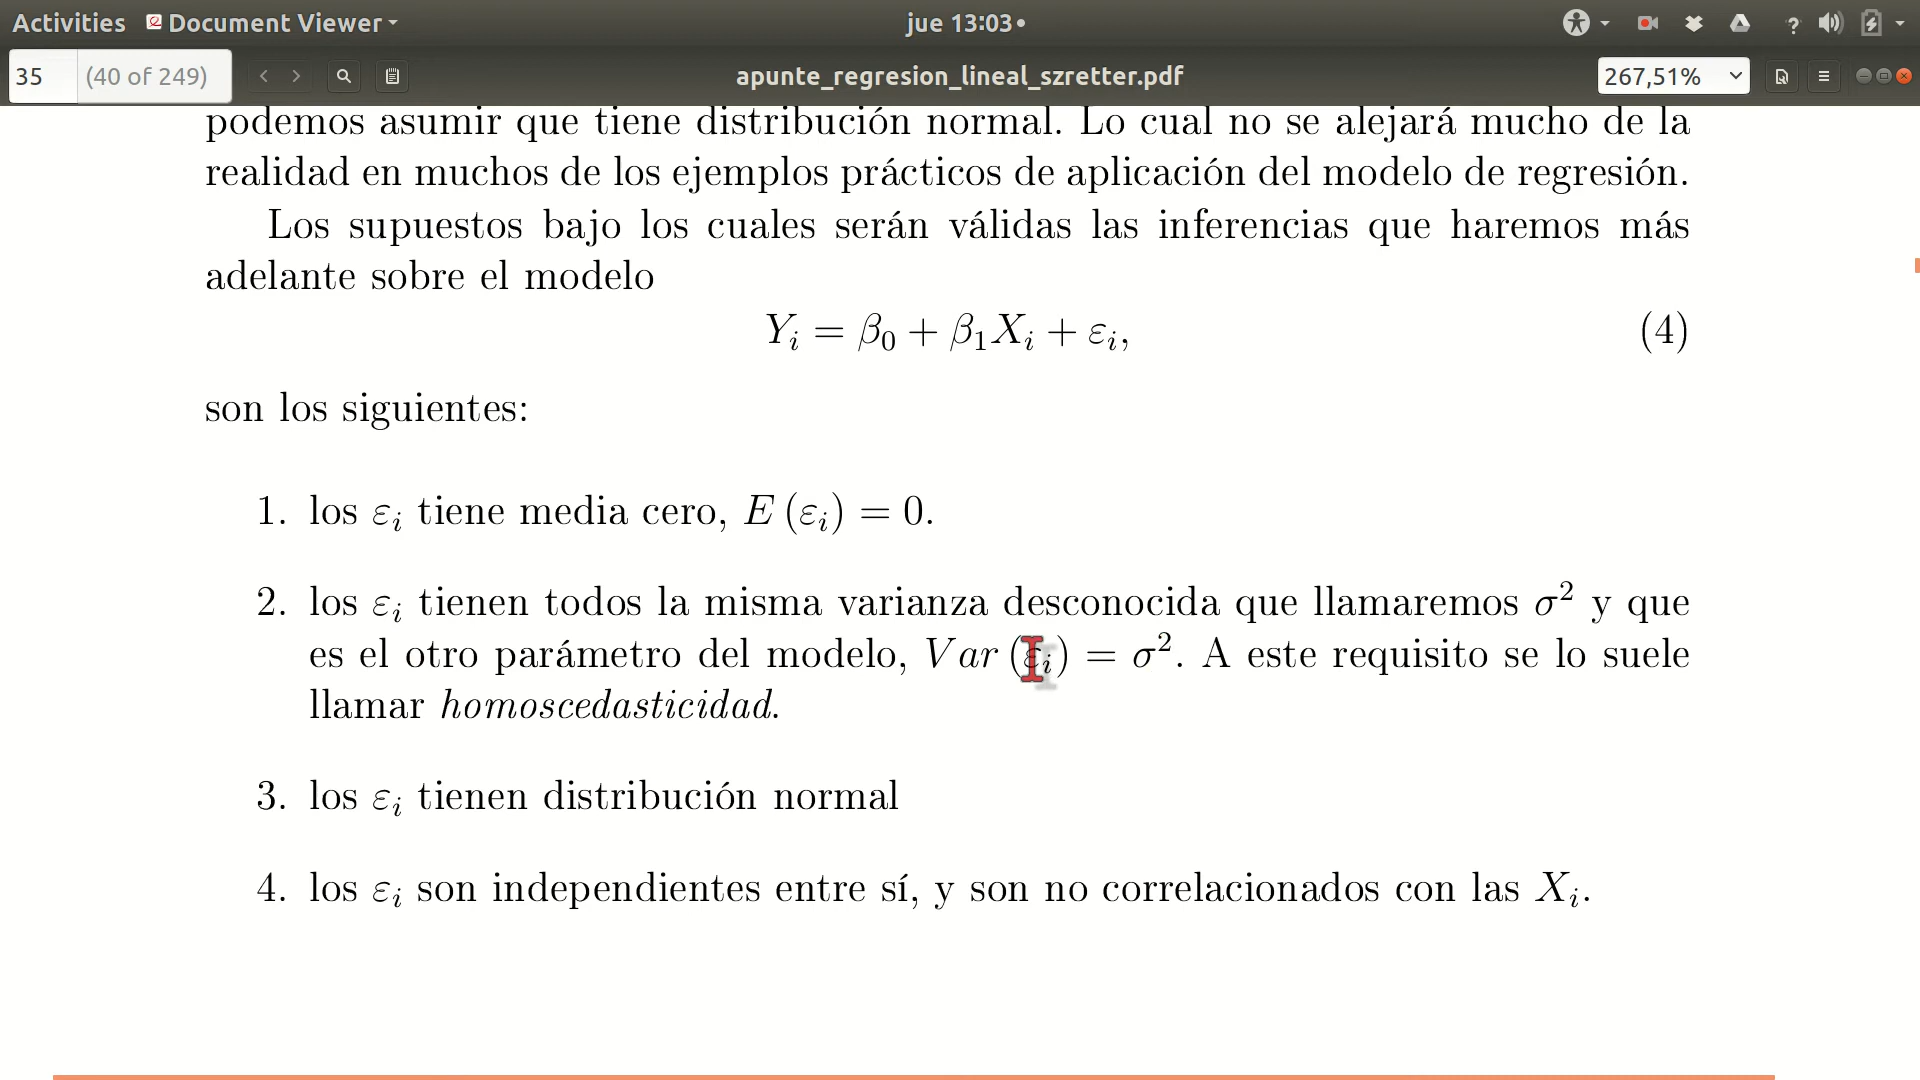 Activities Document Viewer jue 13:03
35 (40 of 249) apunte_regresion_lineal_szretter.pdf 267,51%
podemos asumir que tiene distribución normal. Lo cual no se alejará mucho de la
realidad en muchos de los ejemplos prácticos de aplicación del modelo de regresión.
Los supuestos bajo los cuales serán válidas las inferencias que haremos más
adelante sobre el modelo
Yᵢ = β₀ + β₁Xᵢ + εᵢ, (4)
son los siguientes:
1. los εᵢ tiene media cero, E (εᵢ) = 0.
2. los εᵢ tienen todos la misma varianza desconocida que llamaremos σ² y que
es el otro parámetro del modelo, Var (εᵢ) = σ². A este requisito se lo suele
llamar homoscedasticidad.
3. los εᵢ tienen distribución normal
4. los εᵢ son independientes entre sí, y son no correlacionados con las Xᵢ.